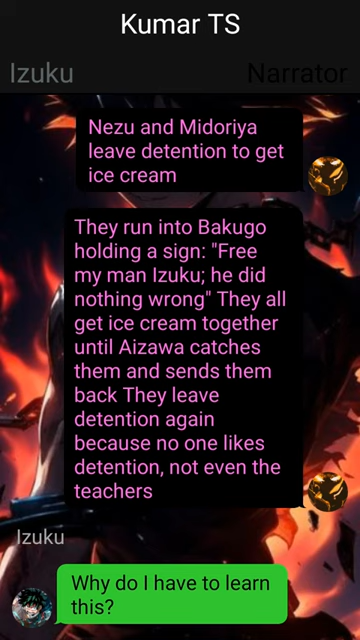 Kumar TS
Izuku
Narrator
Nezu and Midoriya
leave detention to get
ice cream
They run into Bakugo
holding a sign: "Free
my man Izuku; he did
nothing wrong" They all
get ice cream together
until Aizawa catches
them and sends them
back They leave
detention again
because no one likes
detention, not even the
teachers
Izuku
Why do I have to learn
this?